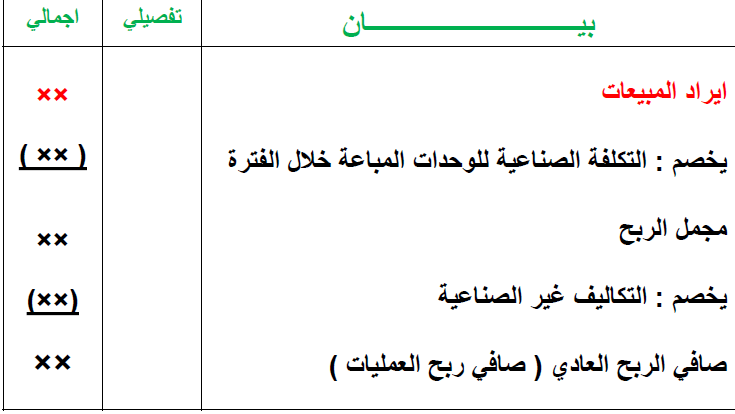 بيـــــــــــــــــــــــــان تفصيلي اجمالي
ايراد المبيعات ××
يخصم : التكلفة الصناعية للوحدات المباعة خلال الفترة ( ×× )
مجمل الربح ××
يخصم : التكاليف غير الصناعية (××)
صافي الربح العادي ( صافي ربح العمليات ) ××